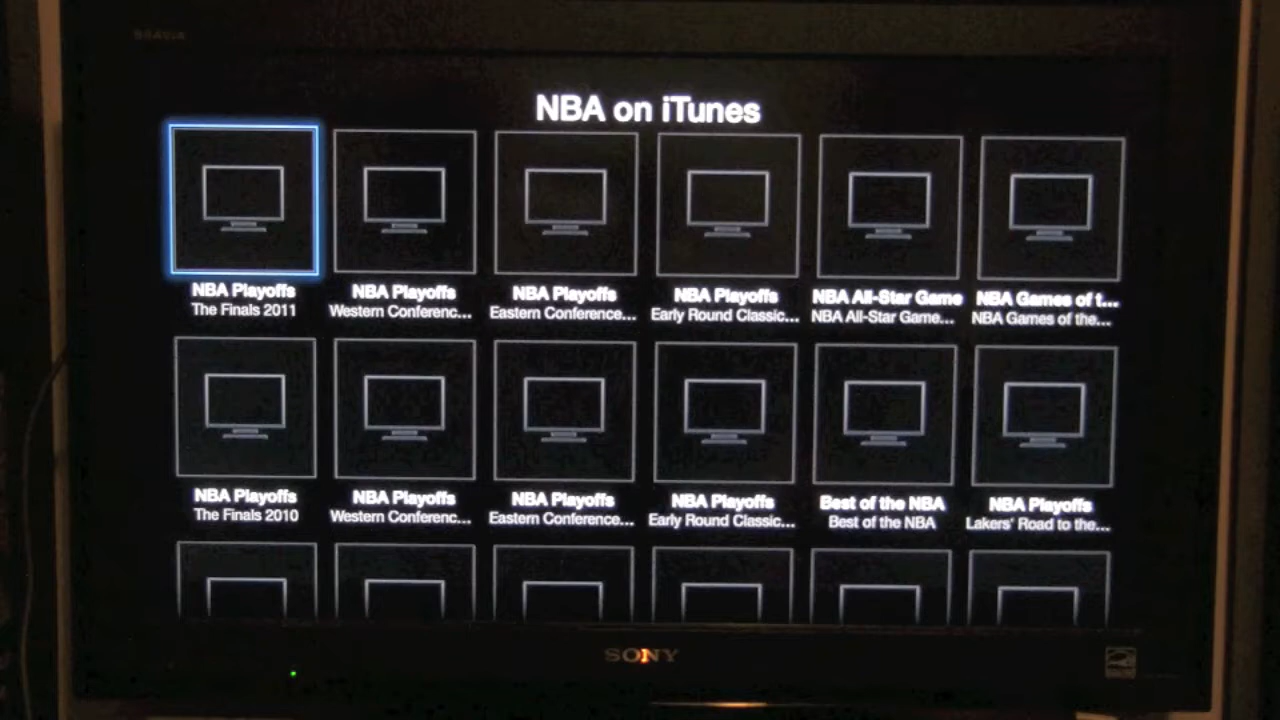 BRAVIA
NBA on iTunes
NBA Playoffs
The Finals 2011
NBA Playoffs
Western Conferenc...
NBA Playoffs
Eastern Conference...
NBA Playoffs
Early Round Classic...
NBA All-Star Game
NBA All-Star Game...
NBA Games of t...
NBA Games of the...
NBA Playoffs
The Finals 2010
NBA Playoffs
Western Conferenc...
NBA Playoffs
Eastern Conference...
NBA Playoffs
Early Round Classic...
Best of the NBA
Best of the NBA
NBA Playoffs
Lakers' Road to the...
SONY